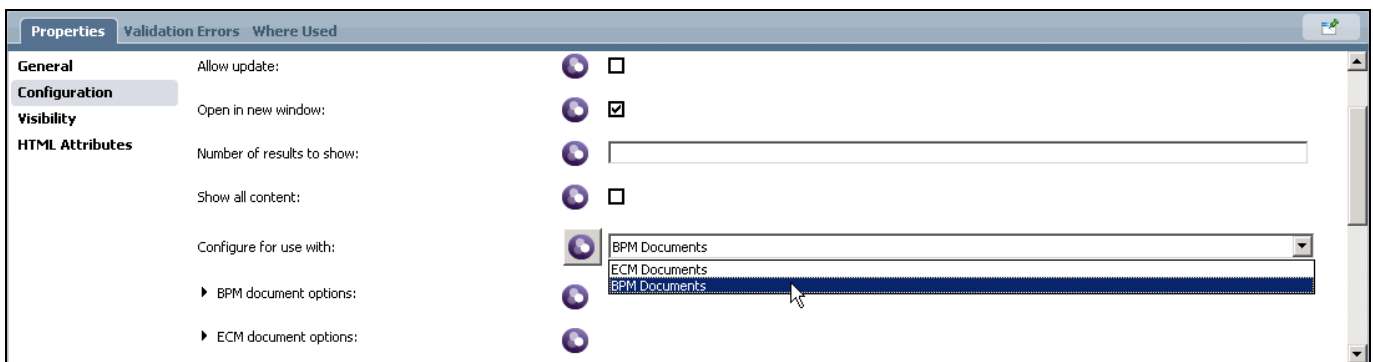 Properties Validation Errors Where Used
General
Configuration
Visibility
HTML Attributes
Allow update:
Open in new window:
Number of results to show:
Show all content:
Configure for use with: BPM Documents
ECM Documents
BPM Documents
BPM document options:
ECM document options: